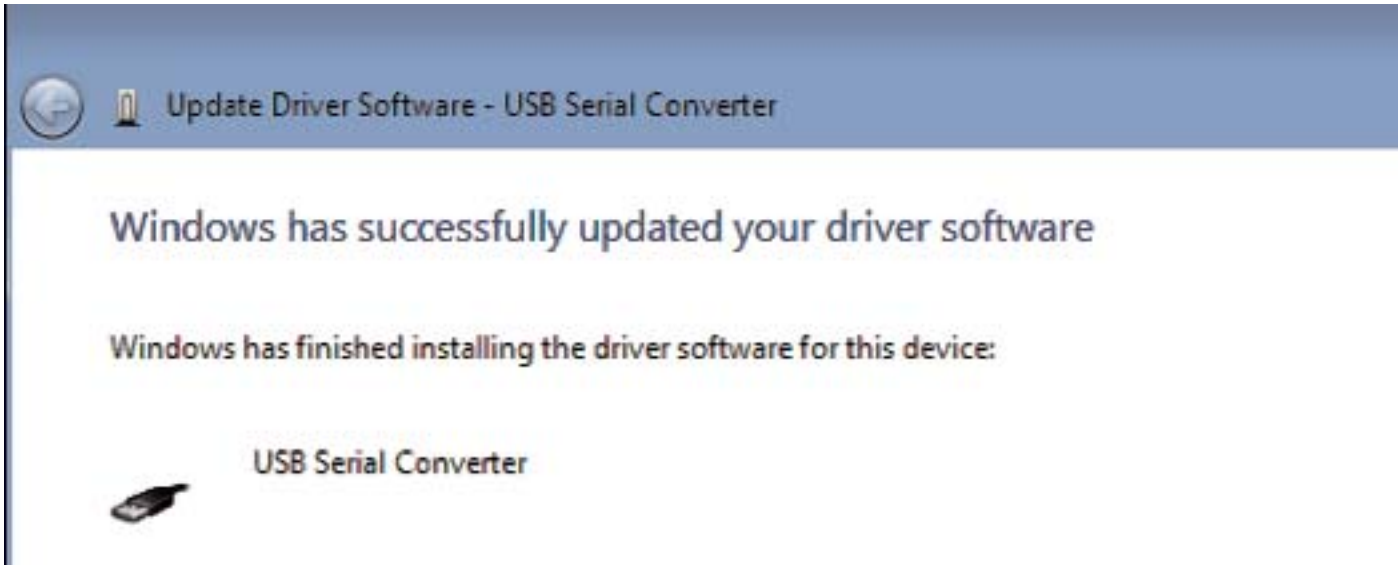 Update Driver Software - USB Serial Converter
Windows has successfully updated your driver software
Windows has finished installing the driver software for this device:
USB Serial Converter